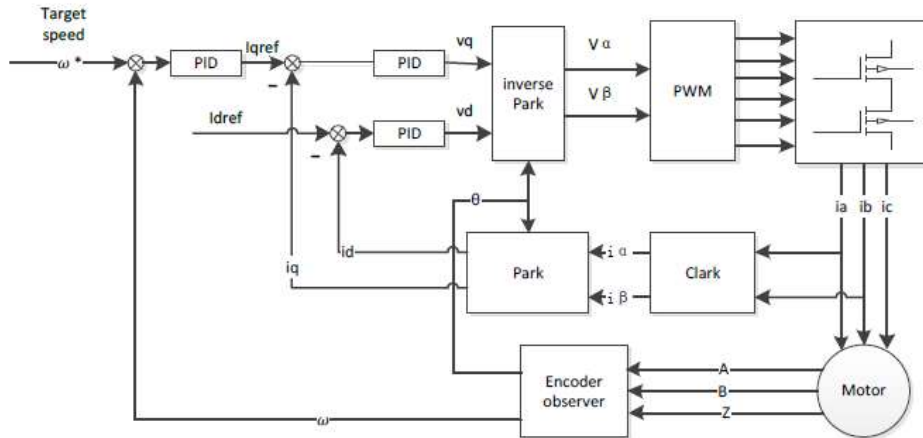 Target
speed
ω *
PID
Iqref
PID
vq
inverse
Park
V α
V β
PWM
Idref
PID
vd
θ
ia
ib
ic
id
iq
Park
i α
i β
Clark
Encoder
observer
A
B
Z
Motor
ω